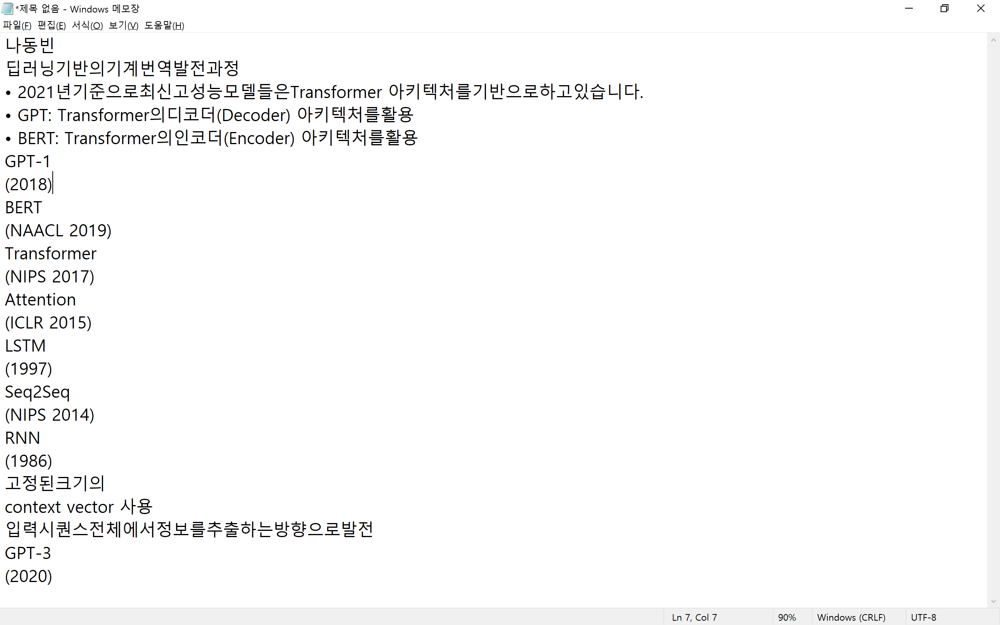 *제목 없음 - Windows 메모장
파일(F) 편집(E) 서식(O) 보기(V) 도움말(H)
나동빈
딥러닝기반의기계번역발전과정
• 2021년기준으로최신고성능모델들은Transformer 아키텍처를기반으로하고있습니다.
• GPT: Transformer의디코더(Decoder) 아키텍처를활용
• BERT: Transformer의인코더(Encoder) 아키텍처를활용
GPT-1
(2018)
BERT
(NAACL 2019)
Transformer
(NIPS 2017)
Attention
(ICLR 2015)
LSTM
(1997)
Seq2Seq
(NIPS 2014)
RNN
(1986)
고정된크기의
context vector 사용
입력시퀀스전체에서정보를추출하는방향으로발전
GPT-3
(2020)
Ln 7, Col 7 90% Windows (CRLF) UTF-8